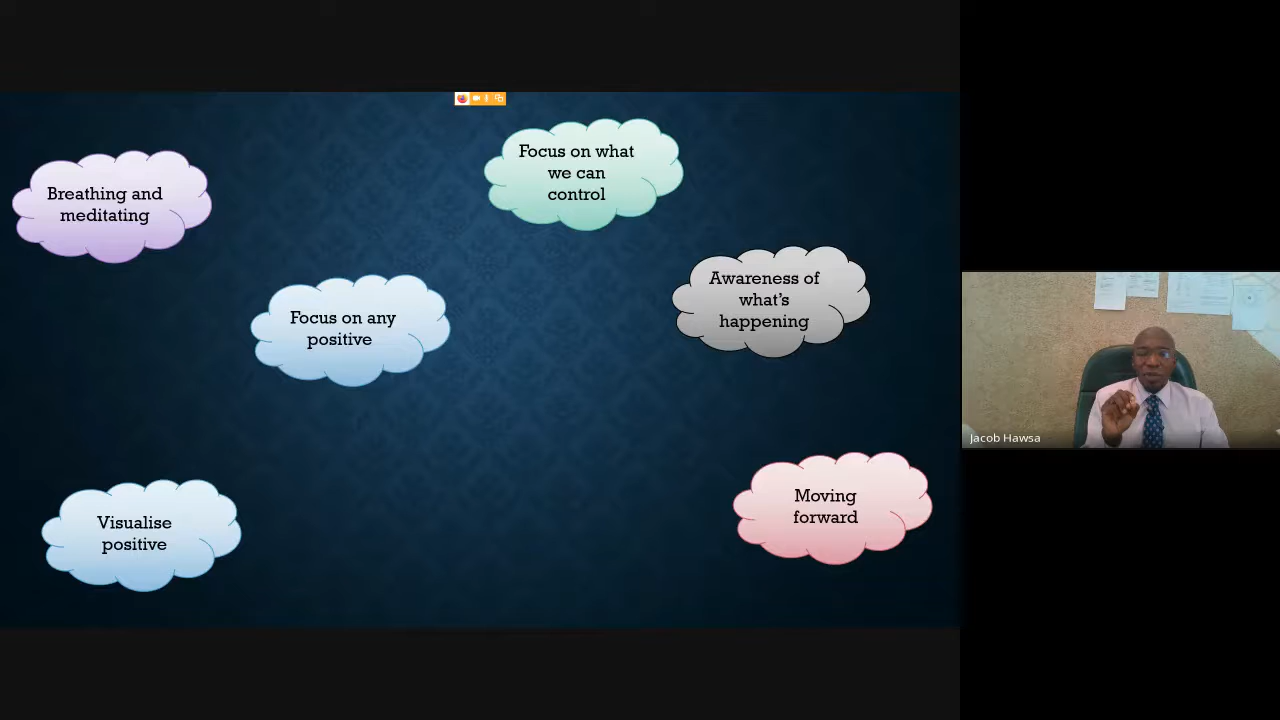 Focus on what
we can
control
Breathing and
meditating
Awareness of
what's
happening
Focus on any
positive
Moving
forward
Visualise
positive
Jacob Hawsa